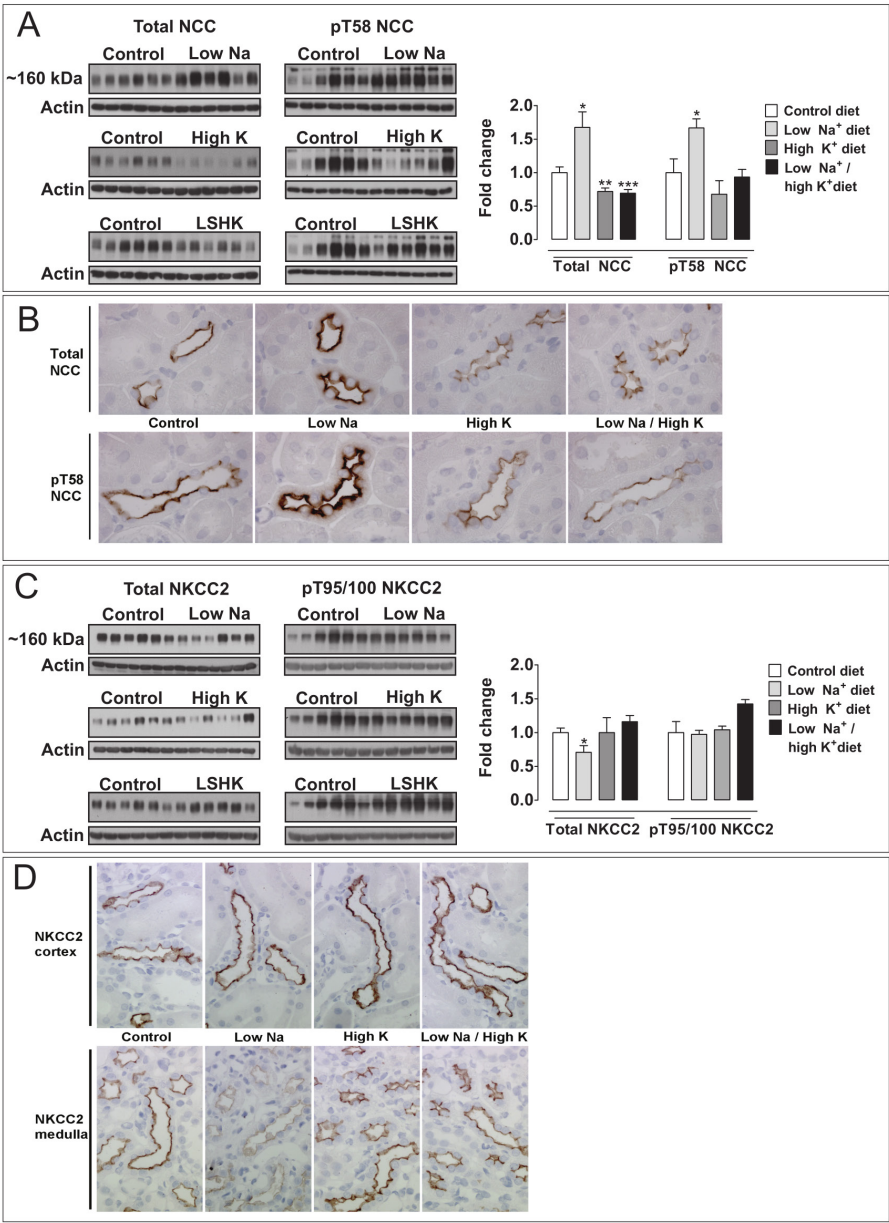 A
Total NCC
pT58 NCC
Control Low Na
Control Low Na
~160 kDa
Actin
Control High K
Control High K
Actin
Control LSHK
Control LSHK
Actin
Fold change
2.0
1.5
1.0
0.5
0.0
*
**
***
*
Total NCC
pT58 NCC
Control diet
Low Na+ diet
High K+ diet
Low Na+ /
high K+diet
B
Total
NCC
Control
Low Na
High K
Low Na / High K
pT58
NCC
C
Total NKCC2
pT95/100 NKCC2
Control Low Na
Control Low Na
~160 kDa
Actin
Control High K
Control High K
Actin
Control LSHK
Control LSHK
Actin
Fold change
2.0
1.5
1.0
0.5
0.0
*
Total NKCC2
pT95/100 NKCC2
Control diet
Low Na+ diet
High K+ diet
Low Na+ /
high K+diet
D
NKCC2
cortex
Control
Low Na
High K
Low Na / High K
NKCC2
medulla